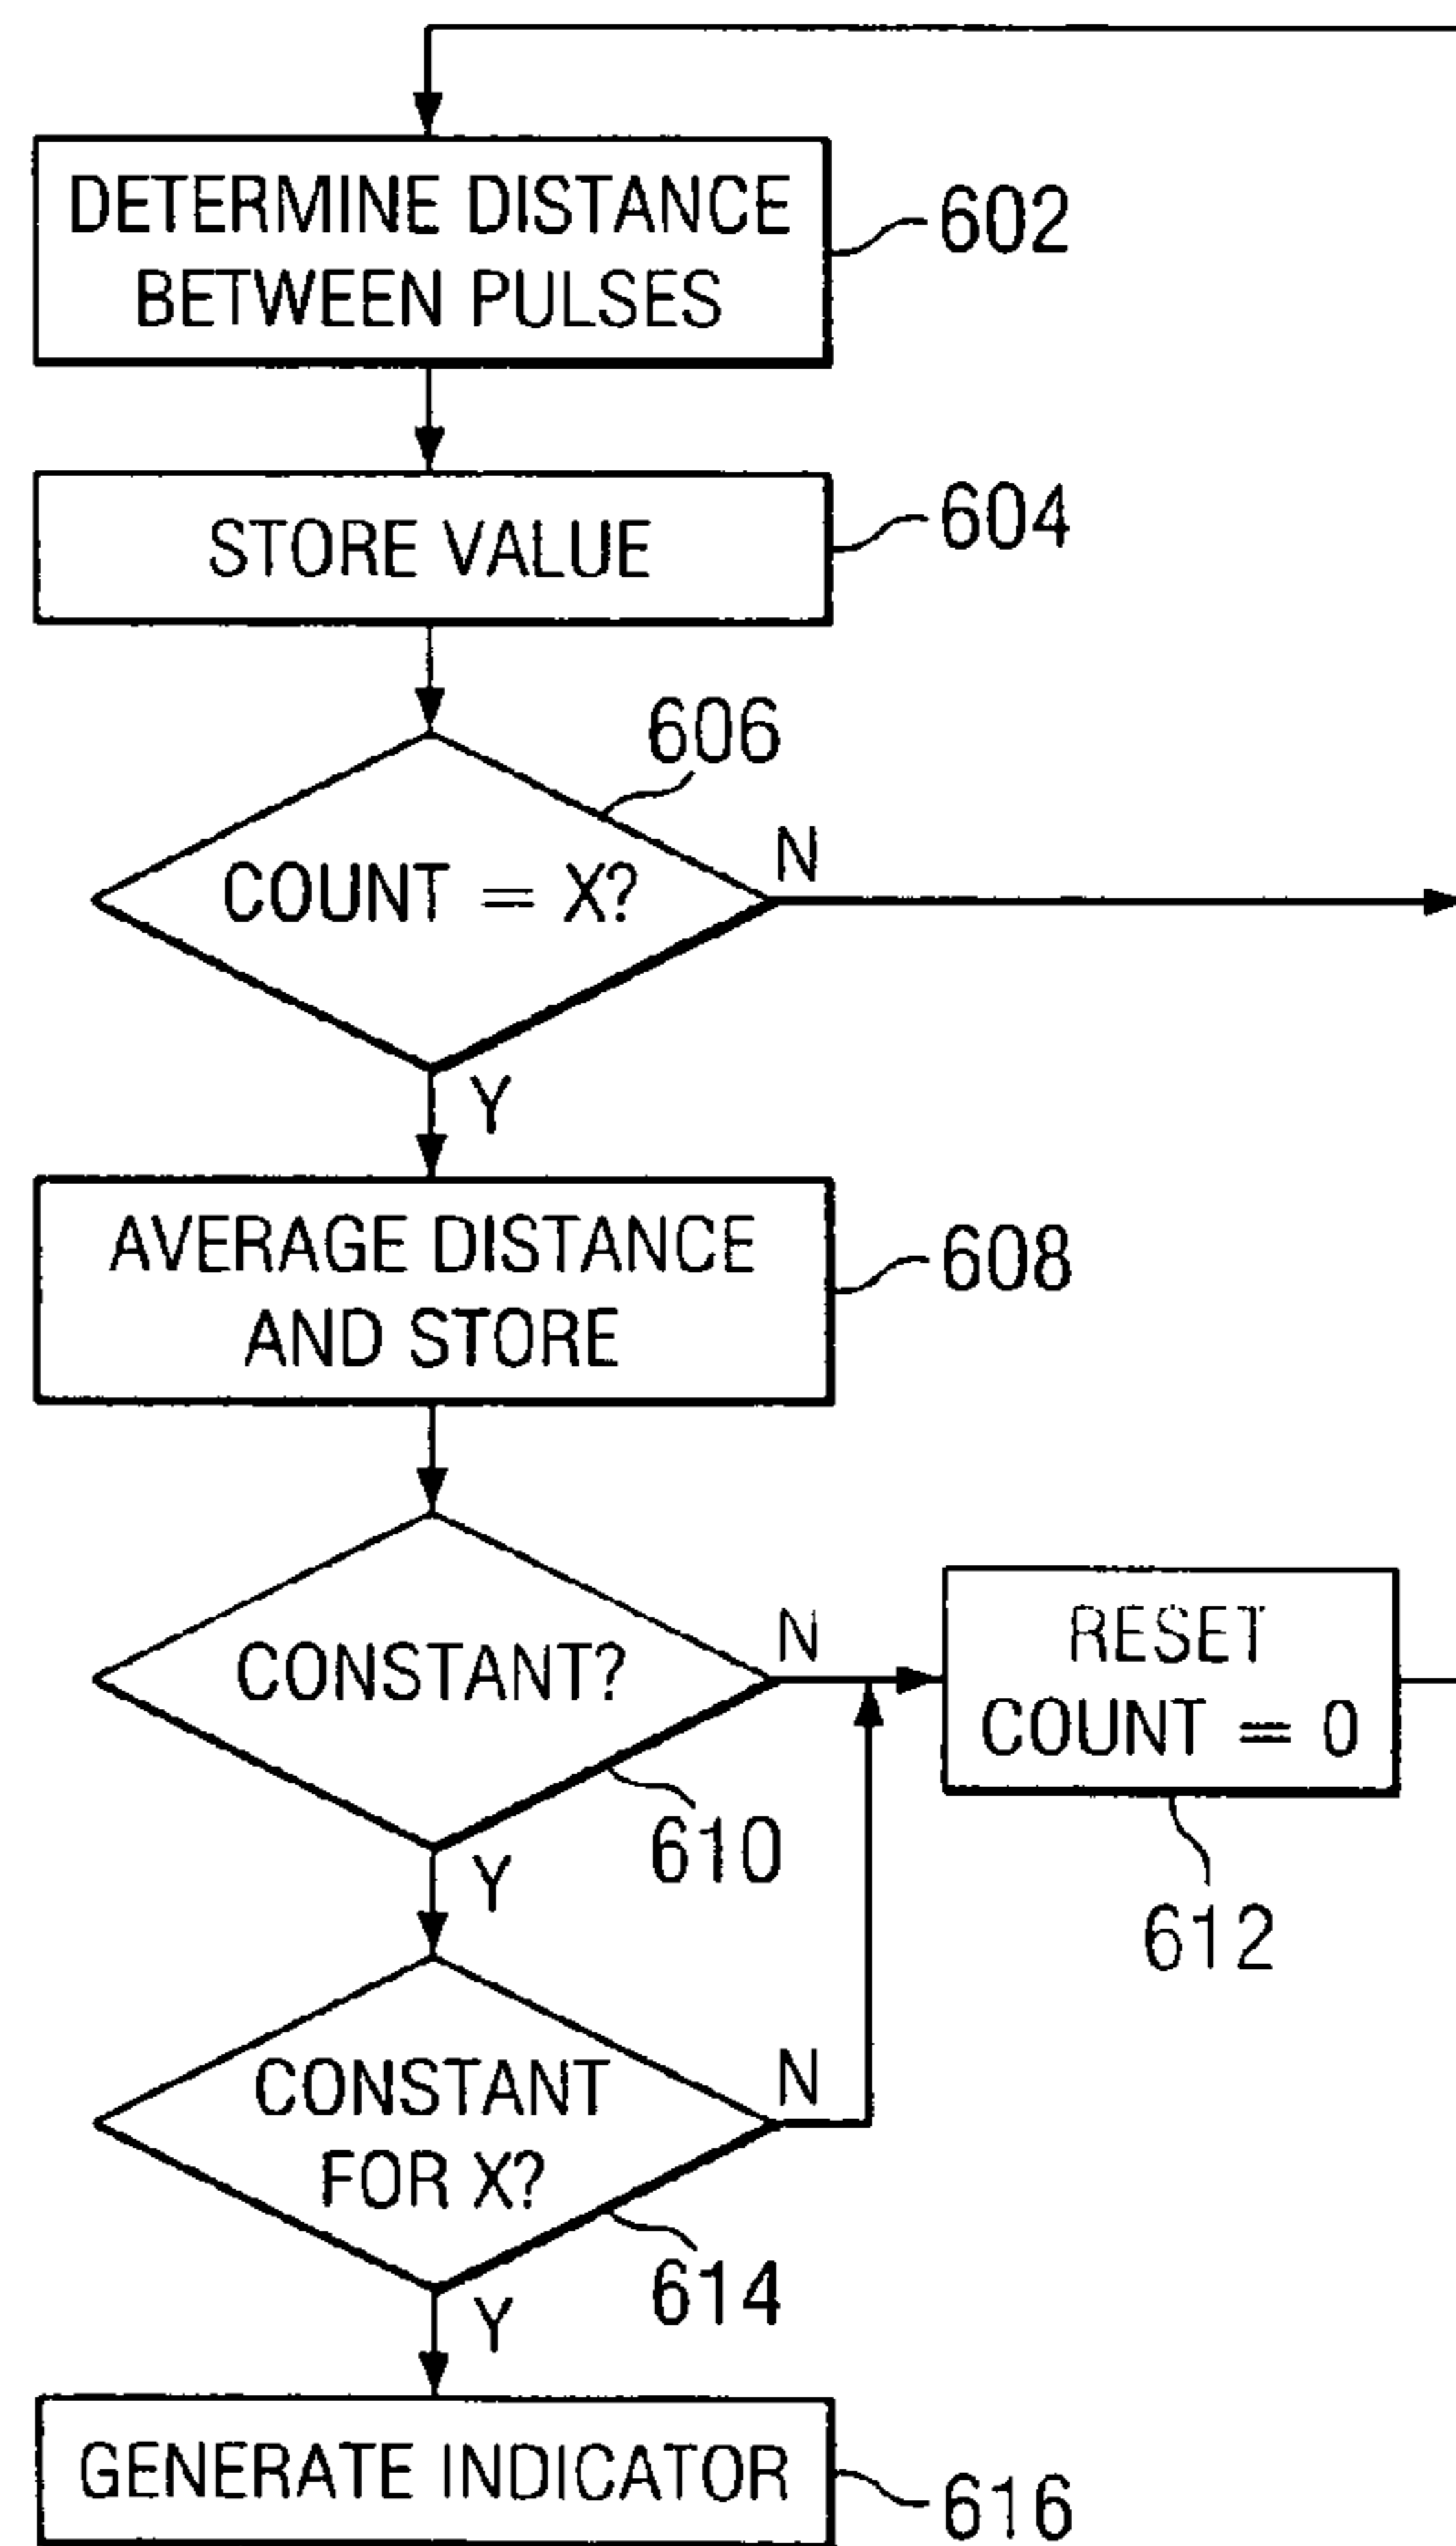 DETERMINE DISTANCE
BETWEEN PULSES
602
STORE VALUE
604
606
COUNT = X?
N
Y
AVERAGE DISTANCE
AND STORE
608
CONSTANT?
N
RESET
COUNT = 0
610
Y
612
CONSTANT
FOR X?
N
614
Y
GENERATE INDICATOR
616